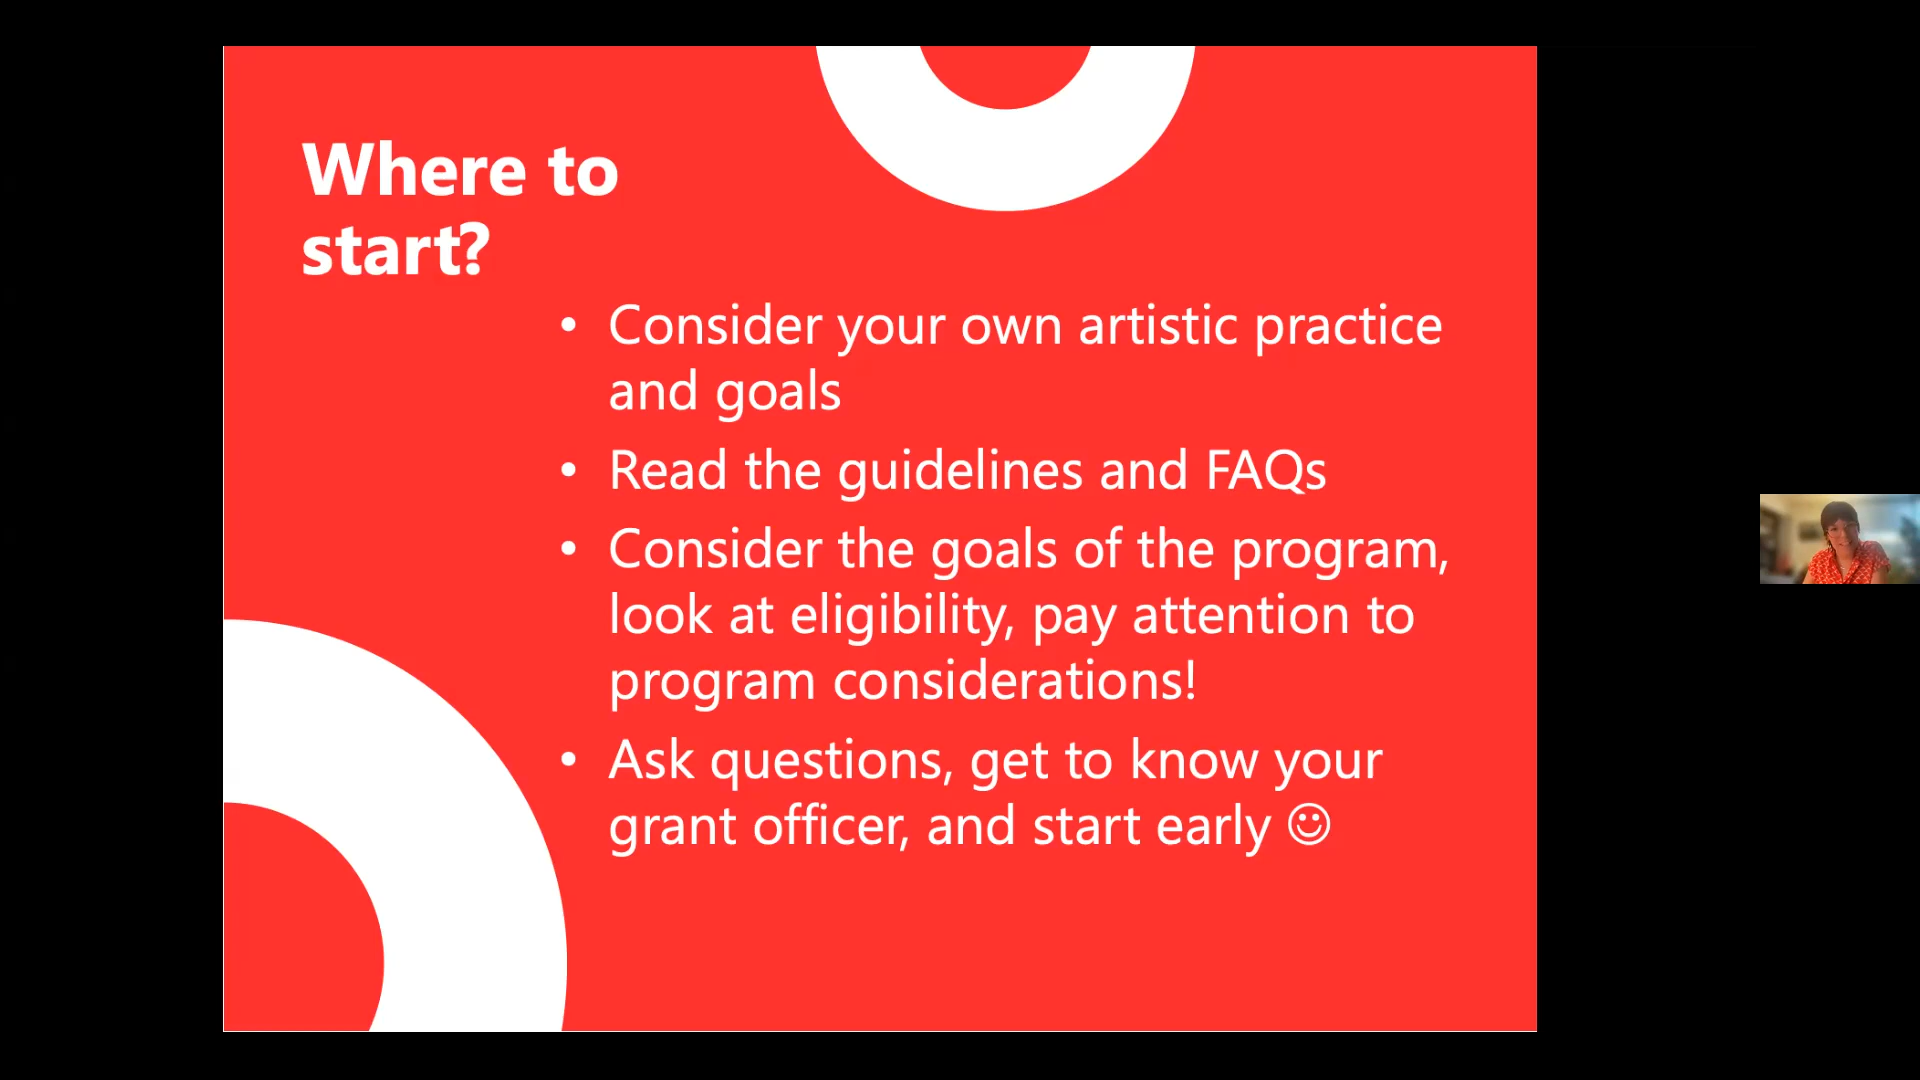 Where to
start?
• Consider your own artistic practice
and goals
• Read the guidelines and FAQs
• Consider the goals of the program,
look at eligibility, pay attention to
program considerations!
• Ask questions, get to know your
grant officer, and start early ☺